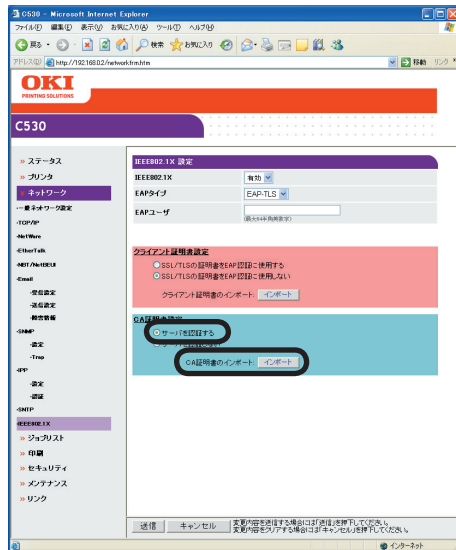 C530 - Microsoft Internet Explorer
ファイル(F) 編集(E) 表示(V) お気に入り(A) ツール(T) ヘルプ(H)
戻る 検索 お気に入り
アドレス(D) http://192.168.0.2/networkfrm.htm 移動 リンク
OKI
PRINTING SOLUTIONS
C530
» ステータス
» プリンタ
» ネットワーク
-一般ネットワーク設定
-TCP/IP
-NetWare
-EtherTalk
-NBT/NetBEUI
-Email
-受信設定
-送信設定
-障害情報
-SNMP
-設定
-Trap
-IPP
-設定
-認証
-SNTP
-IEEE802.1X
» ジョブリスト
» 印刷
» セキュリティ
» メンテナンス
» リンク
IEEE802.1X 設定
IEEE802.1X 有効
EAPタイプ EAP-TLS
EAPユーザ
(最大64半角英数字)
クライアント証明書設定
SSL/TLSの証明書をEAP認証に使用する
SSL/TLSの証明書をEAP認証に使用しない
クライアント証明書のインポート: インポート
CA証明書設定
サーバを認証する
CA証明書のインポート: インポート
送信 キャンセル
変更内容を送信する場合には「送信」を押下してください。
変更内容をクリアする場合は「キャンセル」を押下してください。
インターネット